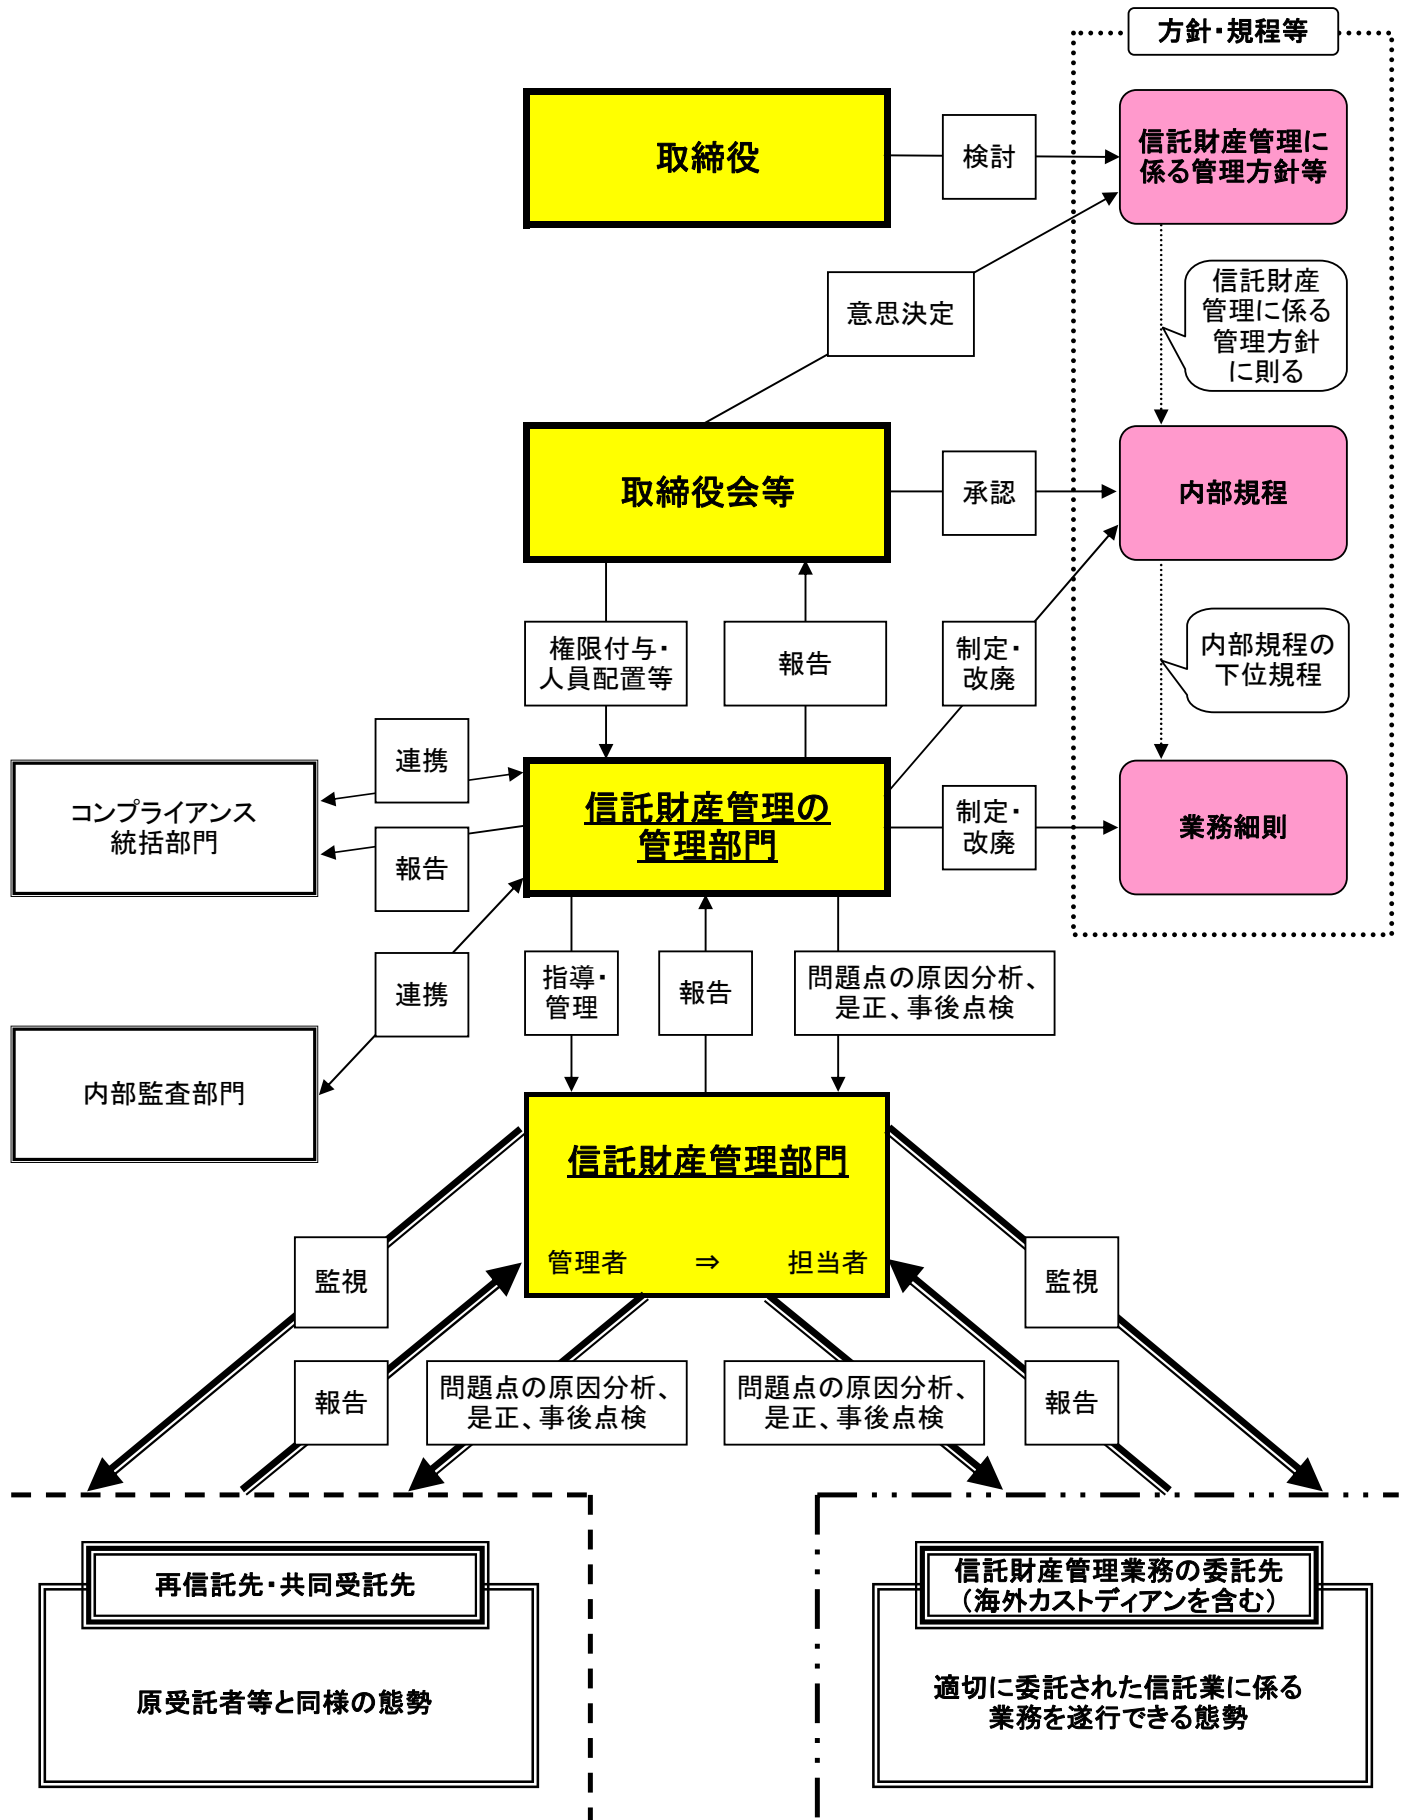 方針・規程等
取締役
検討
信託財産管理に
係る管理方針等
意思決定
信託財産
管理に係る
管理方針
に則る
取締役会等
承認
内部規程
権限付与・
人員配置等
報告
制定・
改廃
内部規程の
下位規程
連携
コンプライアンス
統括部門
報告
信託財産管理の
管理部門
制定・
改廃
業務細則
連携
指導・
管理
報告
問題点の原因分析、
是正、事後点検
内部監査部門
信託財産管理部門
管理者 ⇒ 担当者
監視
監視
報告
問題点の原因分析、
是正、事後点検
問題点の原因分析、
是正、事後点検
報告
再信託先・共同受託先
原受託者等と同様の態勢
信託財産管理業務の委託先
（海外カストディアンを含む）
適切に委託された信託業に係る
業務を遂行できる態勢